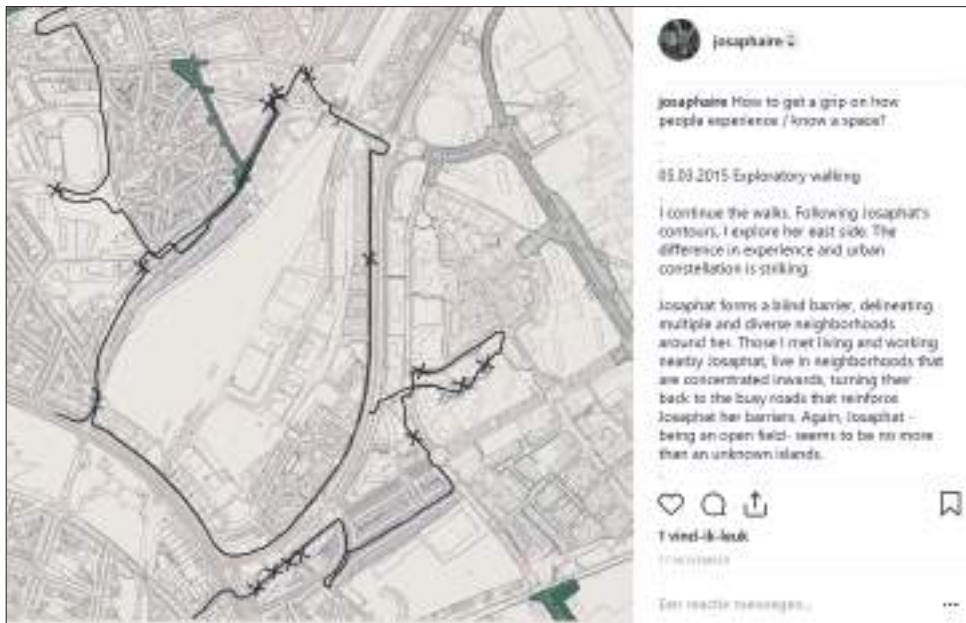 josaphaire
josaphaire How to get a grip on how
people experience / know a space?
03.03.2015 Exploratory walking
I continue the walks. Following Josaphat's
contours, I explore her east side. The
difference in experience and urban
constellation is striking.
Josaphat forms a blind barrier, delineating
multiple and diverse neighborhoods
around her. Those I met living and working
nearby Josaphat, live in neighborhoods that
are concentrated inwards, turning their
back to the busy roads that reinforce
Josaphat her barriers. Again, Josaphat -
being an open field- seems to be no more
than an unknown islands.
1 vind-ik-leuk
Een reactie toevoegen...